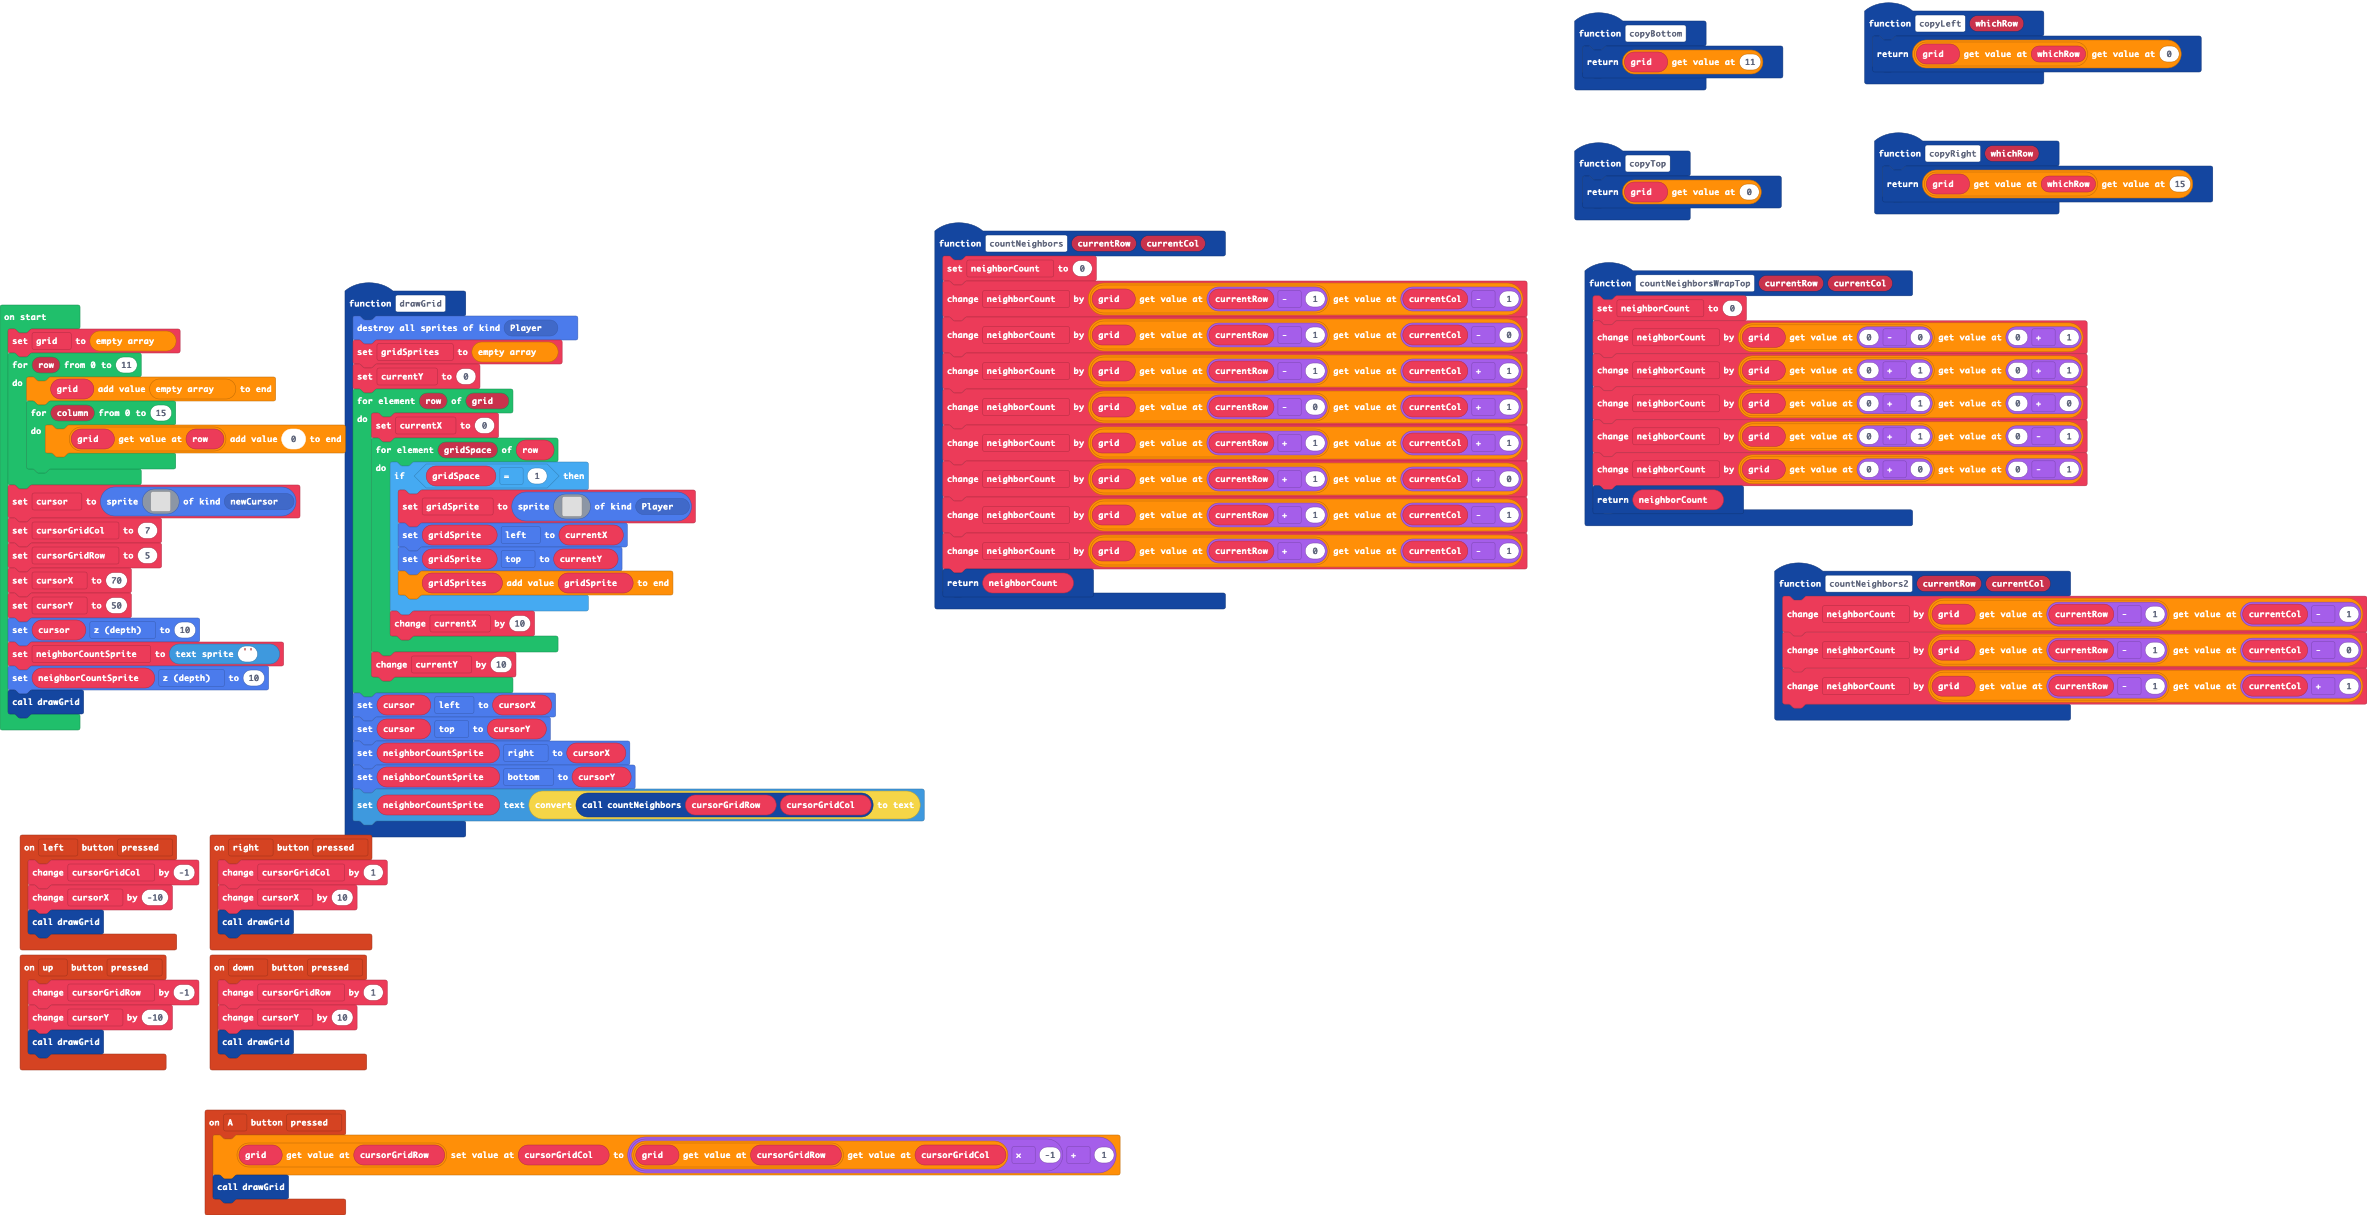 on start
set grid to empty array
for row from 0 to 11
do
grid add value empty array to end
for column from 0 to 15
do
grid get value at row add value 0 to end
set cursor to sprite of kind newCursor
set cursorGridCol to 7
set cursorGridRow to 5
set cursorX to 70
set cursorY to 50
set cursor z (depth) to 10
set neighborCountSprite to text sprite ' '
set neighborCountSprite z (depth) to 10
call drawGrid
function drawGrid
destroy all sprites of kind Player
set gridSprites to empty array
set currentY to 0
for element row of grid
do
set currentX to 0
for element gridSpace of row
do
if gridSpace = 1 then
set gridSprite to sprite of kind Player
set gridSprite left to currentX
set gridSprite top to currentY
gridSprites add value gridSprite to end
change currentX by 10
change currentY by 10
set cursor left to cursorX
set cursor top to cursorY
set neighborCountSprite right to cursorX
set neighborCountSprite bottom to cursorY
set neighborCountSprite text convert call countNeighbors cursorGridRow cursorGridCol to text
function countNeighbors currentRow currentCol
set neighborCount to 0
change neighborCount by grid get value at currentRow - 1 get value at currentCol - 1
change neighborCount by grid get value at currentRow - 1 get value at currentCol - 0
change neighborCount by grid get value at currentRow - 1 get value at currentCol + 1
change neighborCount by grid get value at currentRow - 0 get value at currentCol + 1
change neighborCount by grid get value at currentRow + 1 get value at currentCol + 1
change neighborCount by grid get value at currentRow + 1 get value at currentCol + 0
change neighborCount by grid get value at currentRow + 1 get value at currentCol - 1
change neighborCount by grid get value at currentRow + 0 get value at currentCol - 1
return neighborCount
function copyBottom
return grid get value at 11
function copyLeft whichRow
return grid get value at whichRow get value at 0
function copyTop
return grid get value at 0
function copyRight whichRow
return grid get value at whichRow get value at 15
function countNeighborsWrapTop currentRow currentCol
set neighborCount to 0
change neighborCount by grid get value at 0 - 0 get value at 0 + 1
change neighborCount by grid get value at 0 + 1 get value at 0 + 1
change neighborCount by grid get value at 0 + 1 get value at 0 + 0
change neighborCount by grid get value at 0 + 1 get value at 0 - 1
change neighborCount by grid get value at 0 + 0 get value at 0 - 1
return neighborCount
function countNeighbors2 currentRow currentCol
change neighborCount by grid get value at currentRow - 1 get value at currentCol - 1
change neighborCount by grid get value at currentRow - 1 get value at currentCol - 0
change neighborCount by grid get value at currentRow - 1 get value at currentCol + 1
on left button pressed
change cursorGridCol by -1
change cursorX by -10
call drawGrid
on right button pressed
change cursorGridCol by 1
change cursorX by 10
call drawGrid
on up button pressed
change cursorGridRow by -1
change cursorY by -10
call drawGrid
on down button pressed
change cursorGridRow by 1
change cursorY by 10
call drawGrid
on A button pressed
grid get value at cursorGridRow set value at cursorGridCol to grid get value at cursorGridRow get value at cursorGridCol × -1 + 1
call drawGrid